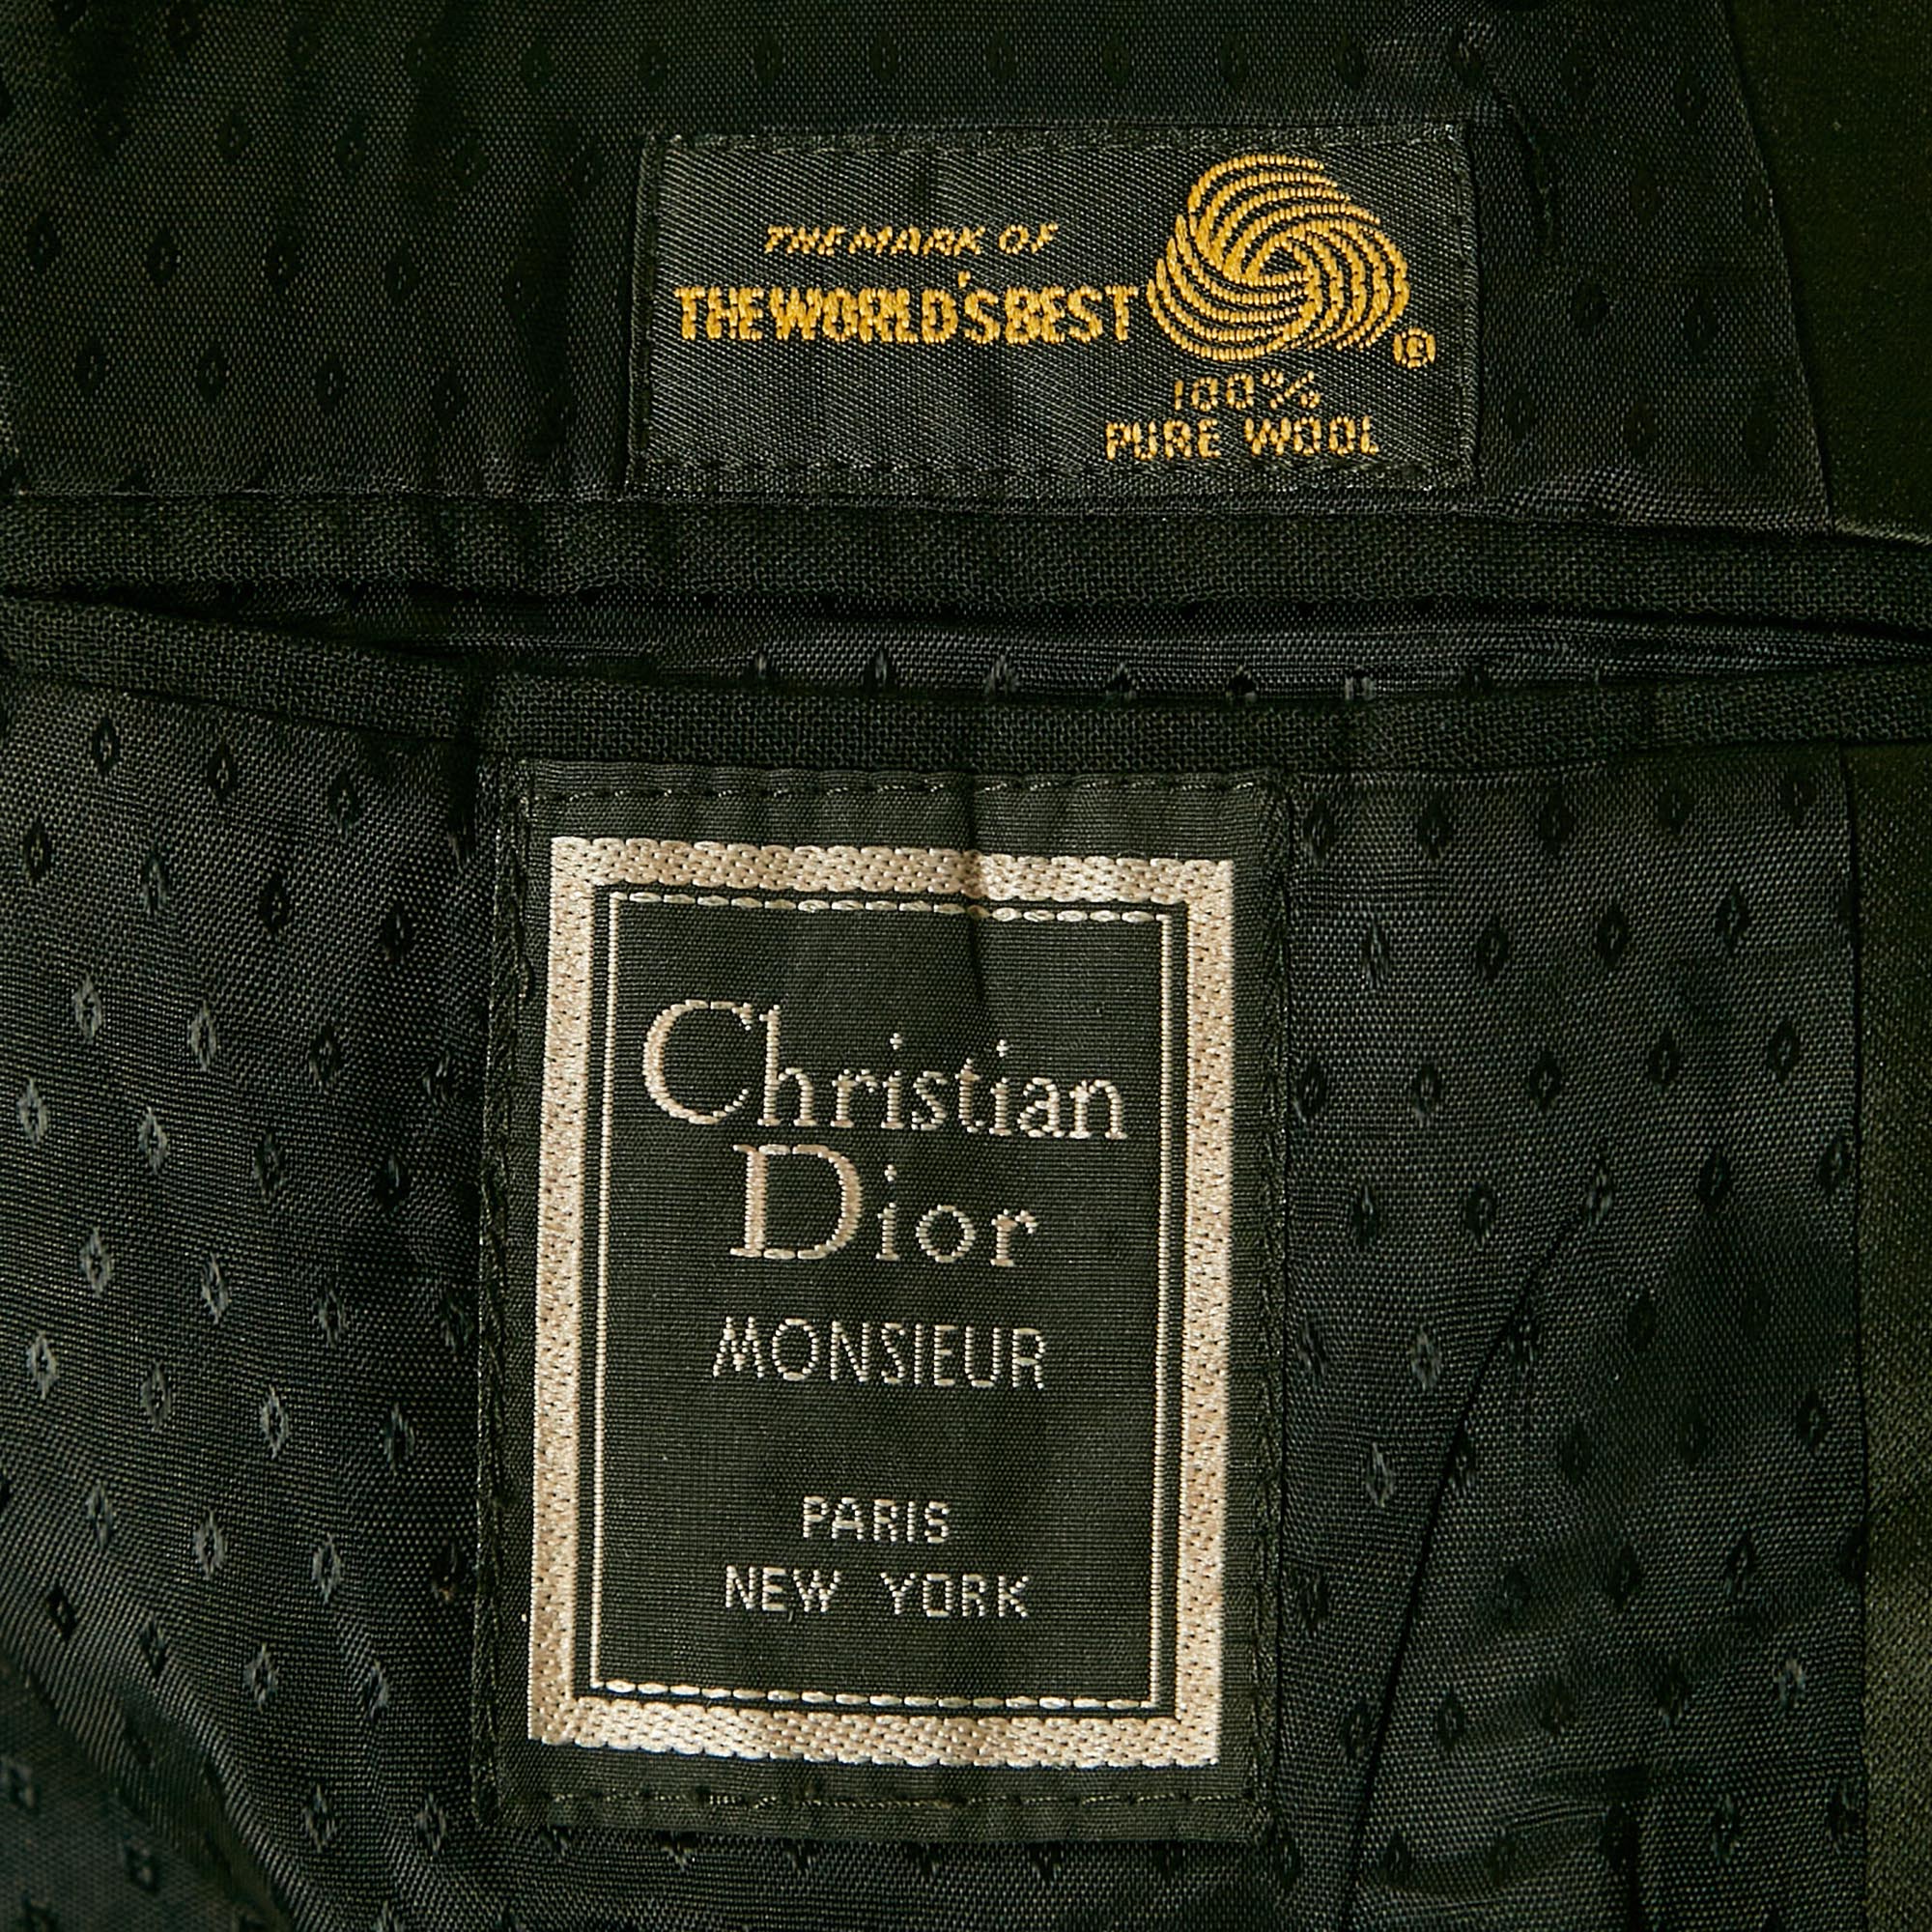 THE MARK OF
THE WORLD'S BEST
®
100%
PURE WOOL
Christian
Dior
MONSIEUR
PARIS
NEW YORK